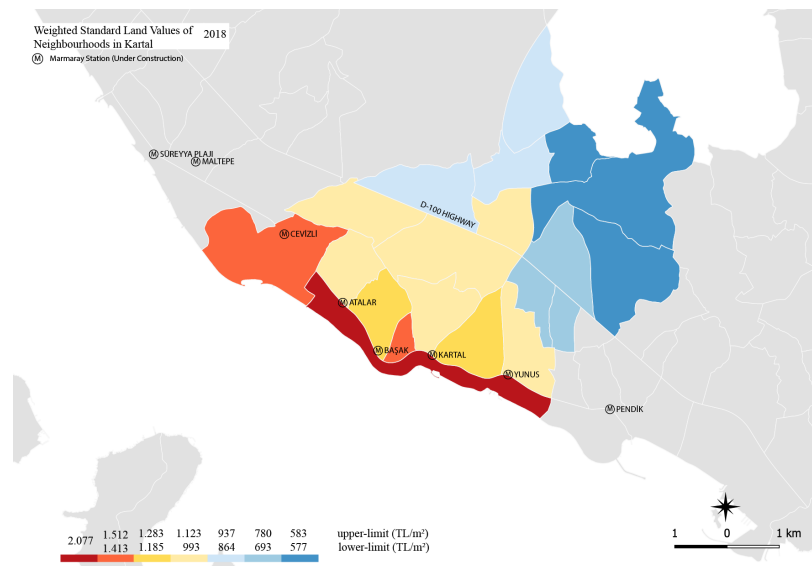 Weighted Standard Land Values of 2018
Neighbourhoods in Kartal
M Marmaray Station (Under Construction)
M SÜREYYA PLAJI
M MALTEPE
D-100 HIGHWAY
M CEVİZLİ
M ATALAR
M BAŞAK
M KARTAL
M YUNUS
M PENDİK
2.077 1.512 1.283 1.123 937 780 583 upper-limit (TL/m²)
1.413 1.185 993 864 693 577 lower-limit (TL/m²)
1 0 1 km